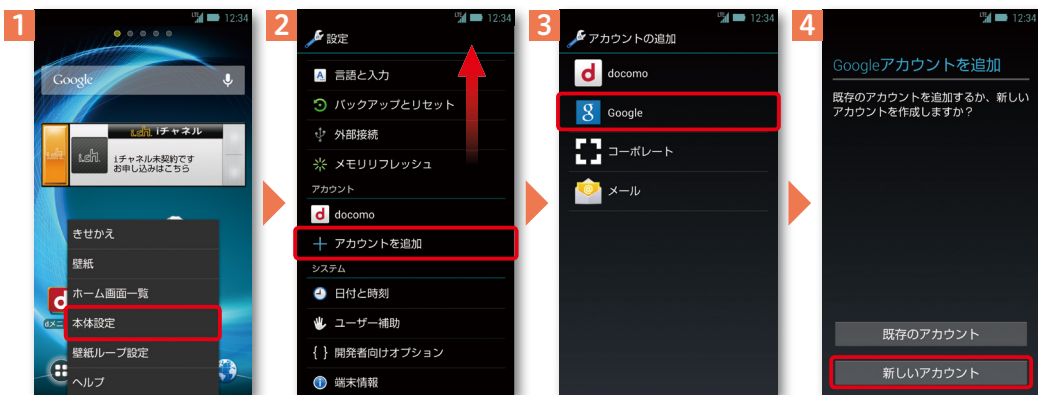 1
LTE 12:34
Google
i.ch. iチャネル
i.ch.
i.ch.
iチャネル未契約です
お申し込みはこちら
きせかえ
壁紙
ホーム画面一覧
本体設定
壁紙ループ設定
ヘルプ
d
dメニ
2
LTE 12:34
設定
A 言語と入力
バックアップとリセット
外部接続
メモリリフレッシュ
アカウント
d docomo
+ アカウントを追加
システム
日付と時刻
ユーザー補助
{ } 開発者向けオプション
端末情報
3
LTE 12:34
アカウントの追加
d docomo
g Google
コーポレート
@ メール
4
LTE 12:34
Googleアカウントを追加
既存のアカウントを追加するか、新しい
アカウントを作成しますか？
既存のアカウント
新しいアカウント